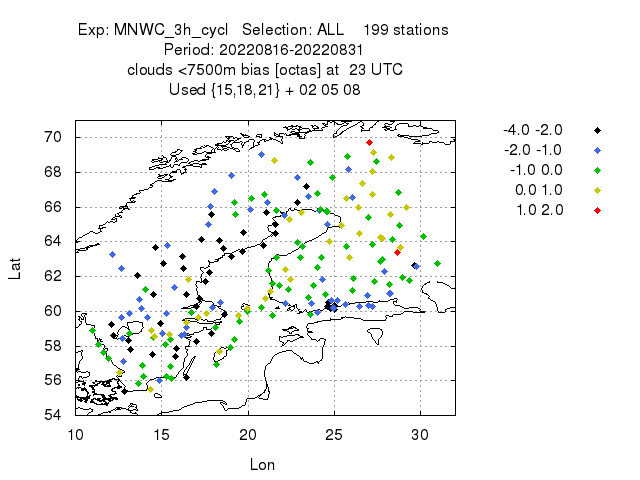 Exp: MNWC_3h_cycl   Selection: ALL    199 stations
Period: 20220816-20220831
clouds <7500m bias [octas] at  23 UTC
Used {15,18,21} + 02 05 08
-4.0 -2.0
-2.0 -1.0
-1.0 0.0
0.0 1.0
1.0 2.0
70
68
66
64
62
60
58
56
54
Lat
10 15 20 25 30
Lon